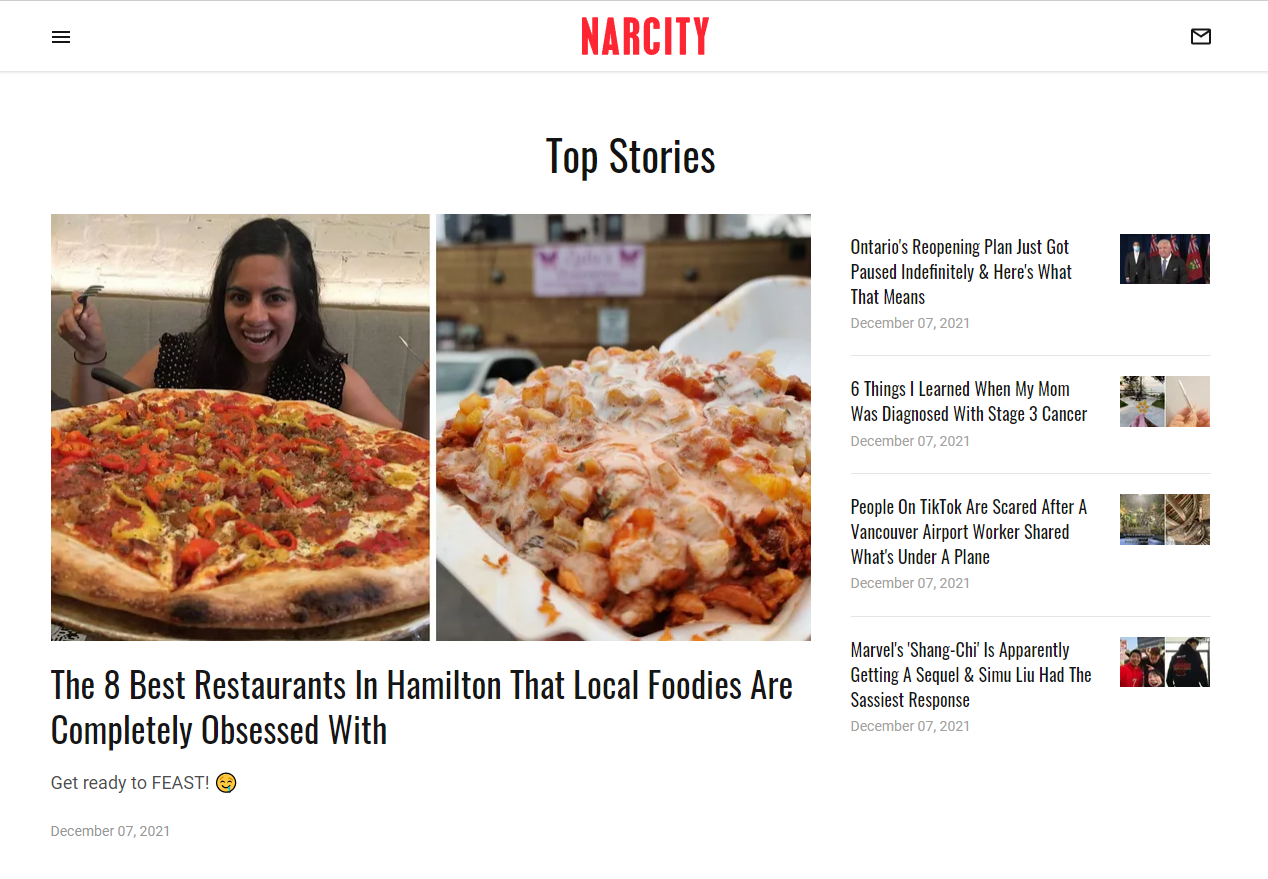 NARCITY
Top Stories
The 8 Best Restaurants In Hamilton That Local Foodies Are
Completely Obsessed With
Get ready to FEAST! 🤤
December 07, 2021
Ontario's Reopening Plan Just Got
Paused Indefinitely & Here's What
That Means
December 07, 2021
6 Things I Learned When My Mom
Was Diagnosed With Stage 3 Cancer
December 07, 2021
People On TikTok Are Scared After A
Vancouver Airport Worker Shared
What's Under A Plane
December 07, 2021
Marvel's 'Shang-Chi' Is Apparently
Getting A Sequel & Simu Liu Had The
Sassiest Response
December 07, 2021